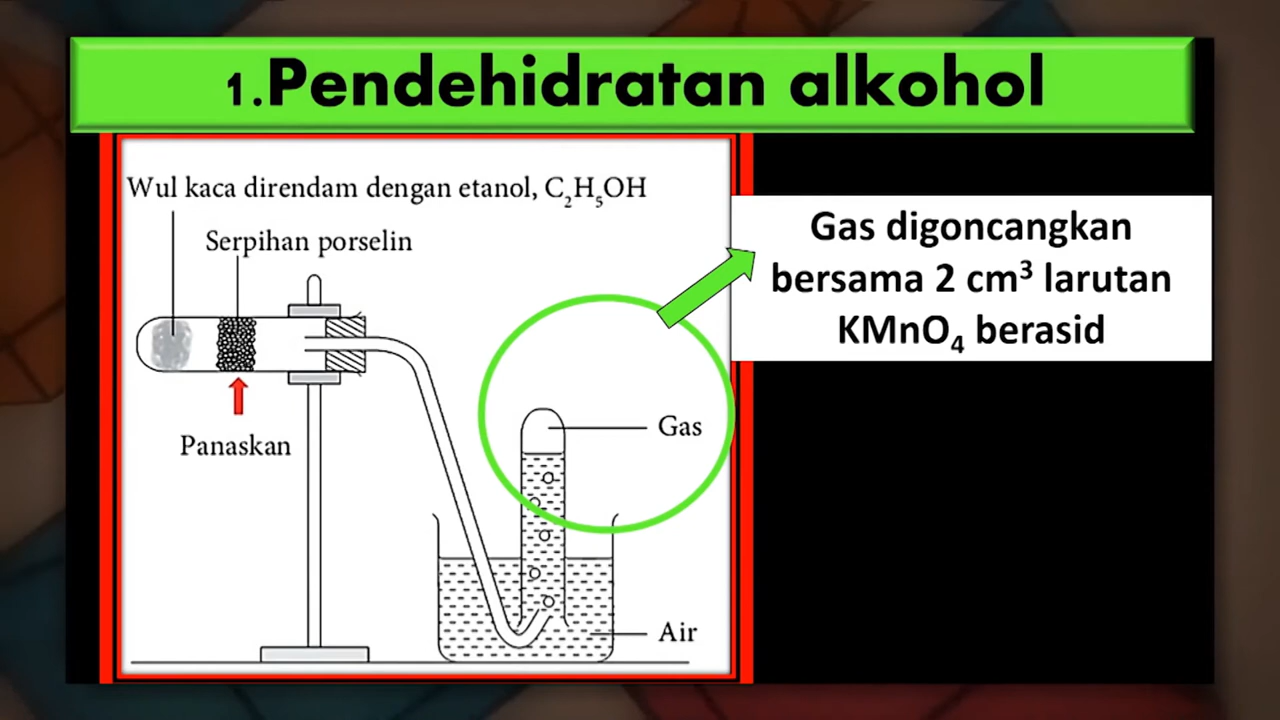 1.Pendehidratan alkohol
Wul kaca direndam dengan etanol, C₂H₅OH
Serpihan porselin
Panaskan
Gas
Air
Gas digoncangkan
bersama 2 cm³ larutan
KMnO₄ berasid